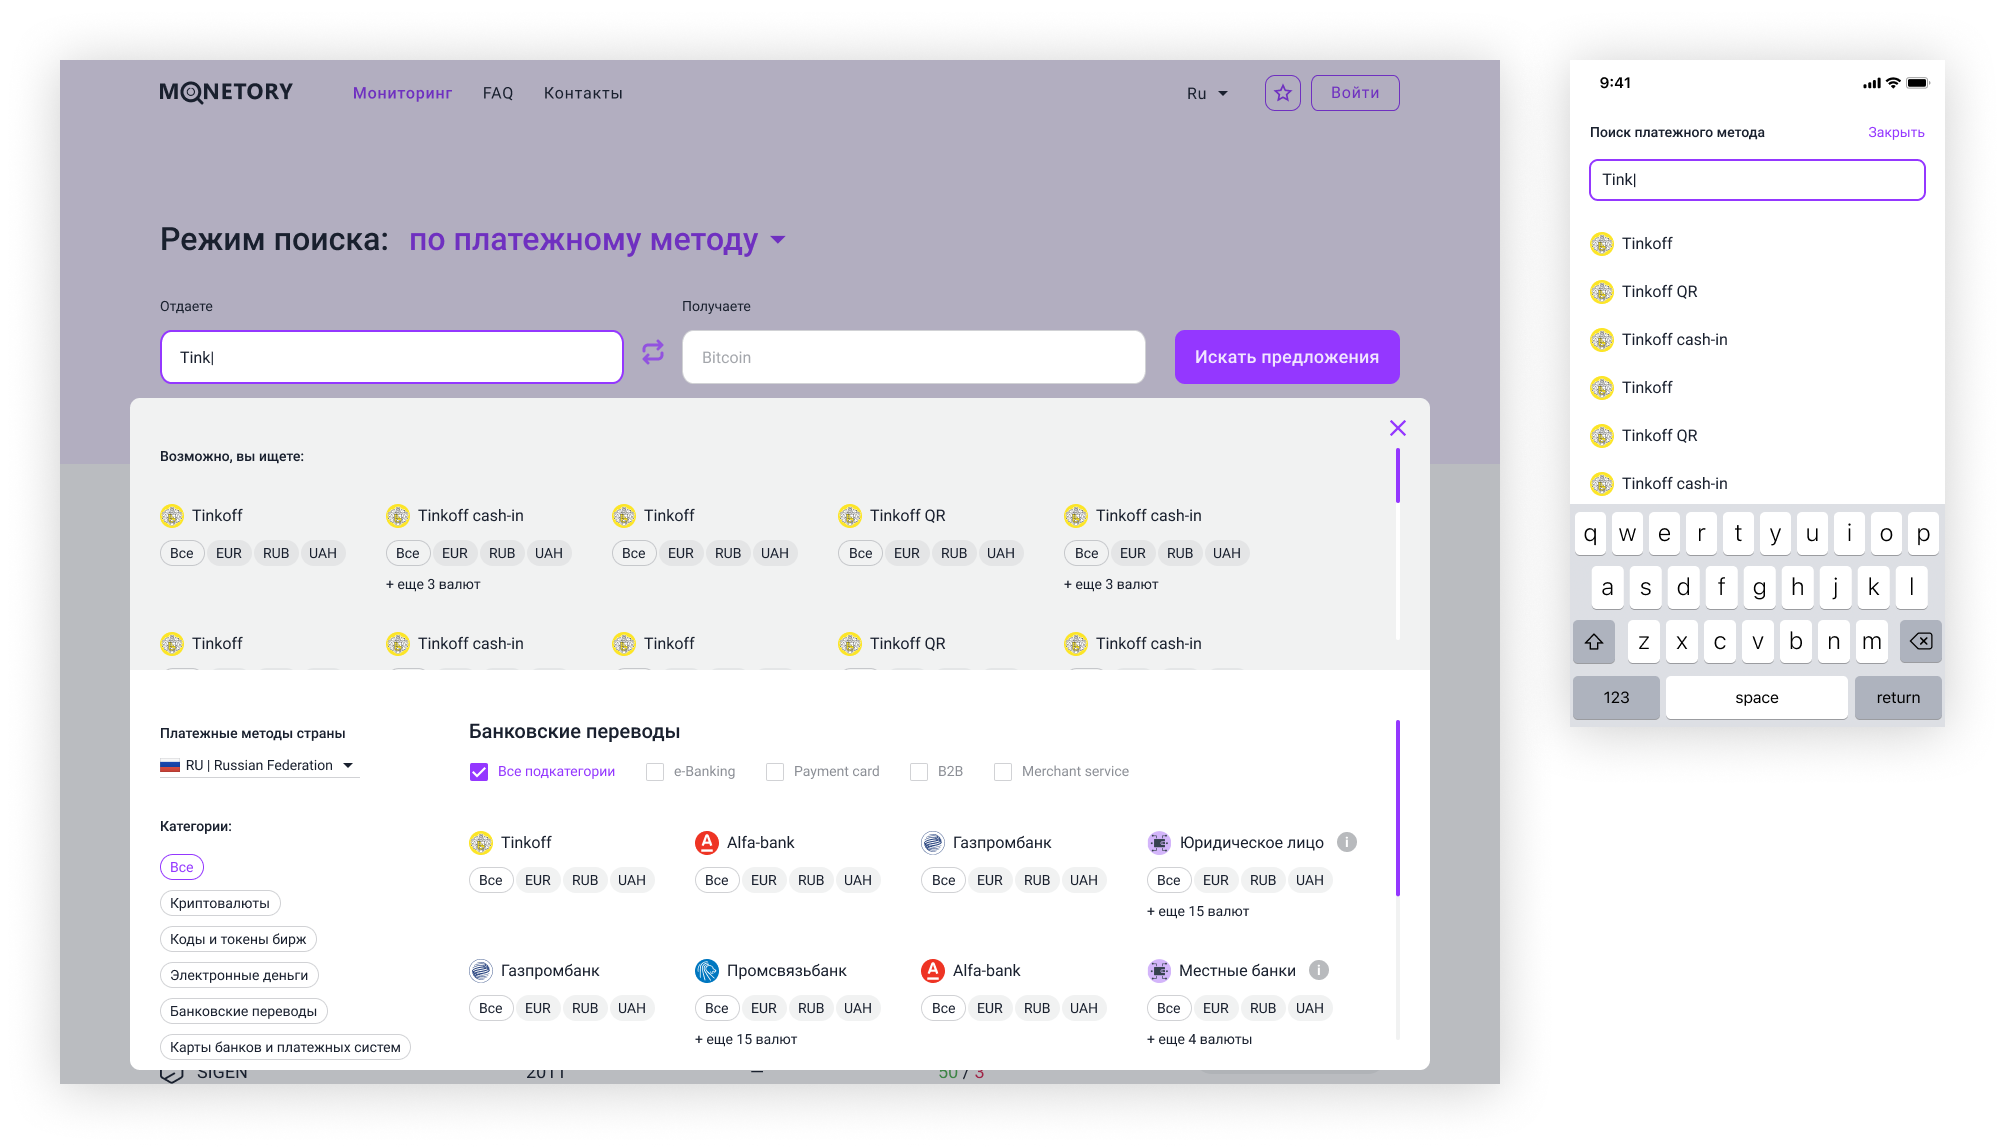 MONETORY Мониторинг FAQ Контакты Ru Войти
Режим поиска: по платежному методу
Отдаете
Получаете
Tink
Bitcoin
Искать предложения
Возможно, вы ищете:
Tinkoff Tinkoff cash-in Tinkoff Tinkoff QR Tinkoff cash-in
Все EUR RUB UAH Все EUR RUB UAH Все EUR RUB UAH Все EUR RUB UAH Все EUR RUB UAH
+ еще 3 валют + еще 3 валют
Tinkoff Tinkoff cash-in Tinkoff Tinkoff QR Tinkoff cash-in
Платежные методы страны
RU | Russian Federation
Категории:
Все
Криптовалюты
Коды и токены бирж
Электронные деньги
Банковские переводы
Карты банков и платежных систем
Банковские переводы
Все подкатегории e-Banking Payment card B2B Merchant service
Tinkoff Alfa-bank Газпромбанк Юридическое лицо i
Все EUR RUB UAH Все EUR RUB UAH Все EUR RUB UAH Все EUR RUB UAH
+ еще 15 валют
Газпромбанк Промсвязьбанк Alfa-bank Местные банки i
Все EUR RUB UAH Все EUR RUB UAH Все EUR RUB UAH Все EUR RUB UAH
+ еще 15 валют + еще 4 валюты
SIGEN 2011 — 50 / 3
9:41
Поиск платежного метода Закрыть
Tink
Tinkoff
Tinkoff QR
Tinkoff cash-in
Tinkoff
Tinkoff QR
Tinkoff cash-in
q w e r t y u i o p
a s d f g h j k l
z x c v b n m
123 space return